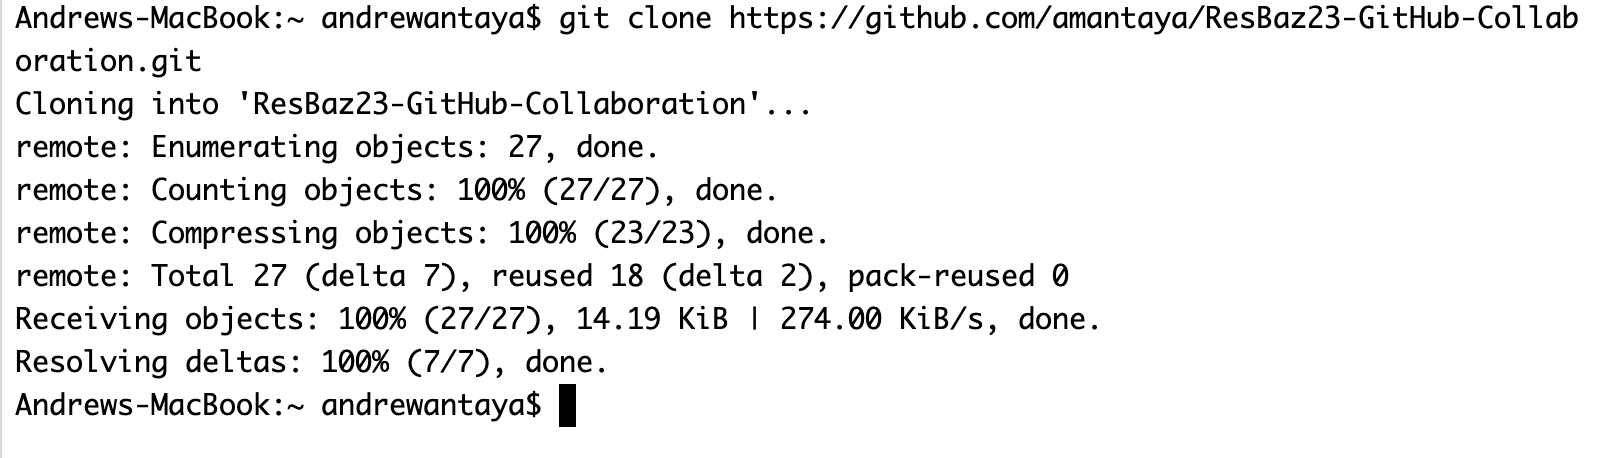 Andrews-MacBook:~ andrewantaya$ git clone https://github.com/amantaya/ResBaz23-GitHub-Collab
oration.git
Cloning into 'ResBaz23-GitHub-Collaboration'...
remote: Enumerating objects: 27, done.
remote: Counting objects: 100% (27/27), done.
remote: Compressing objects: 100% (23/23), done.
remote: Total 27 (delta 7), reused 18 (delta 2), pack-reused 0
Receiving objects: 100% (27/27), 14.19 KiB | 274.00 KiB/s, done.
Resolving deltas: 100% (7/7), done.
Andrews-MacBook:~ andrewantaya$